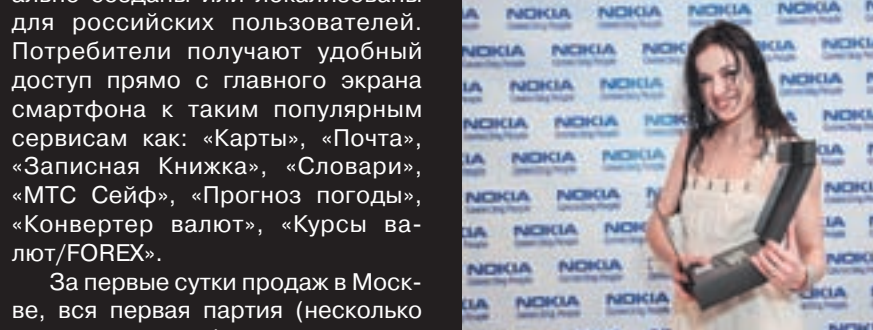 ально созданы или локализованы
для российских пользователей.
Потребители получают удобный
доступ прямо с главного экрана
смартфона к таким популярным
сервисам как: «Карты», «Почта»,
«Записная Книжка», «Словари»,
«МТС Сейф», «Прогноз погоды»,
«Конвертер валют», «Курсы ва-
лют/FOREX».
За первые сутки продаж в Моск-
ве, вся первая партия (несколько
NOKIA
Connecting People